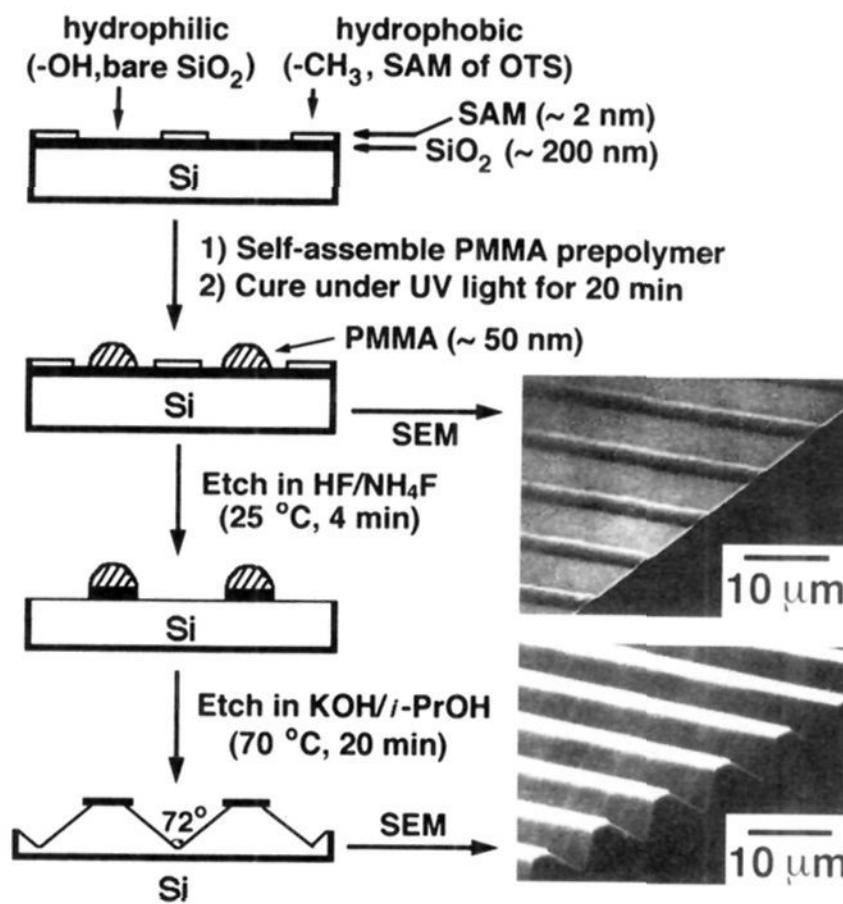 hydrophilic
(-OH,bare SiO₂)
hydrophobic
(-CH₃, SAM of OTS)
SAM (~ 2 nm)
SiO₂ (~ 200 nm)
Si
1) Self-assemble PMMA prepolymer
2) Cure under UV light for 20 min
PMMA (~ 50 nm)
Si
SEM
Etch in HF/NH₄F
(25 °C, 4 min)
10 μm
Si
Etch in KOH/i-PrOH
(70 °C, 20 min)
72°
SEM
10 μm
Si